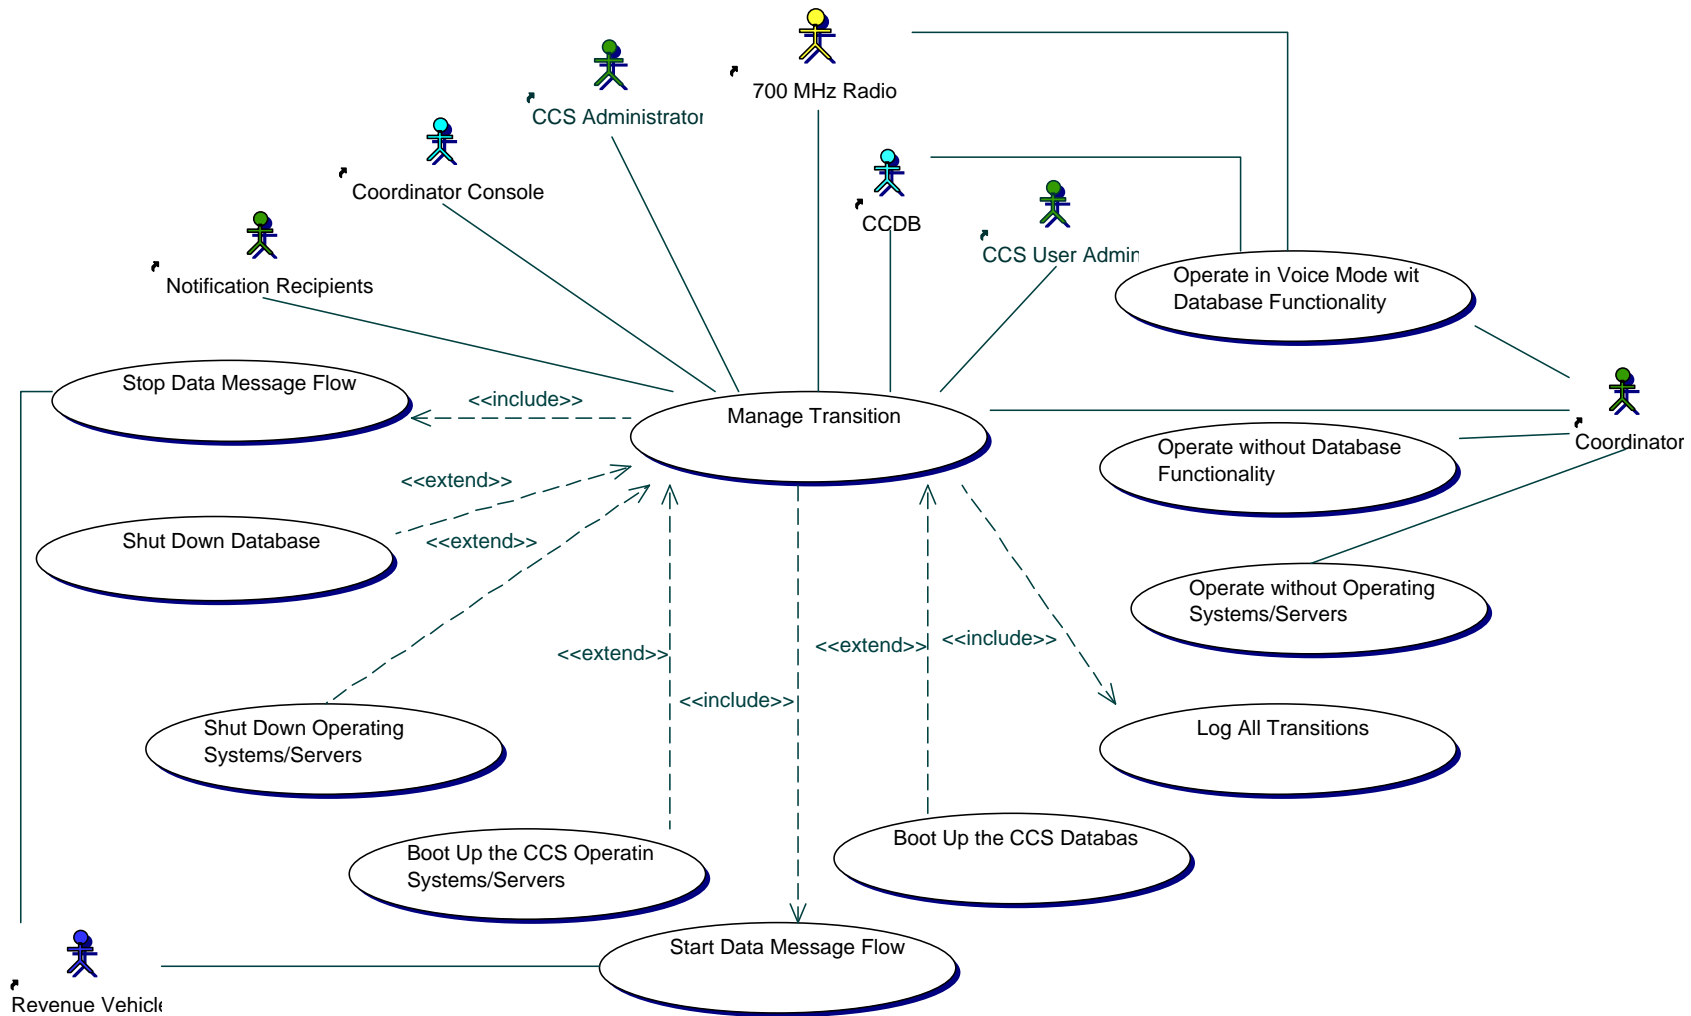 700 MHz Radio
CCS Administrator
Coordinator Console
CCDB
CCS User Admin
Notification Recipients
Operate in Voice Mode wit
Database Functionality
Stop Data Message Flow
<<include>>
Manage Transition
Coordinator
Operate without Database
Functionality
<<extend>>
Shut Down Database
<<extend>>
Operate without Operating
Systems/Servers
<<extend>>
<<extend>>
<<include>>
<<include>>
Shut Down Operating
Systems/Servers
Log All Transitions
Boot Up the CCS Operatin
Systems/Servers
Boot Up the CCS Databas
Start Data Message Flow
Revenue Vehicle